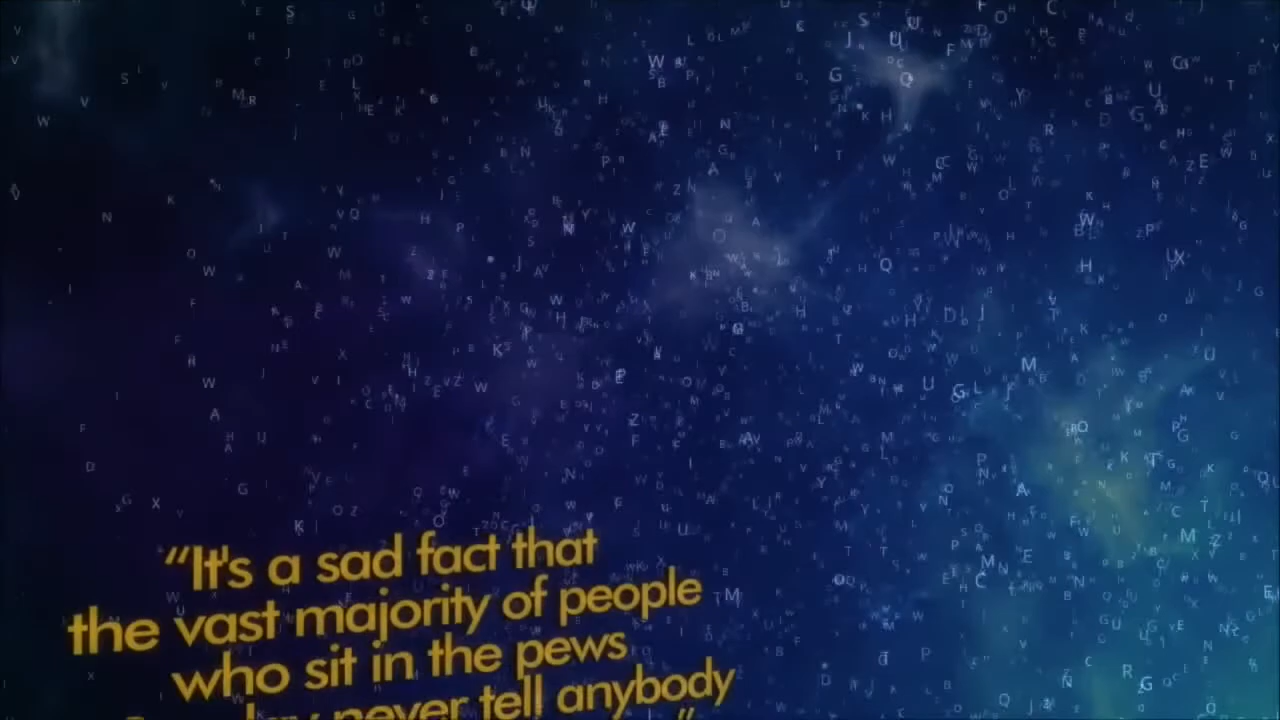 “It's a sad fact that
the vast majority of people
who sit in the pews
never tell anybody